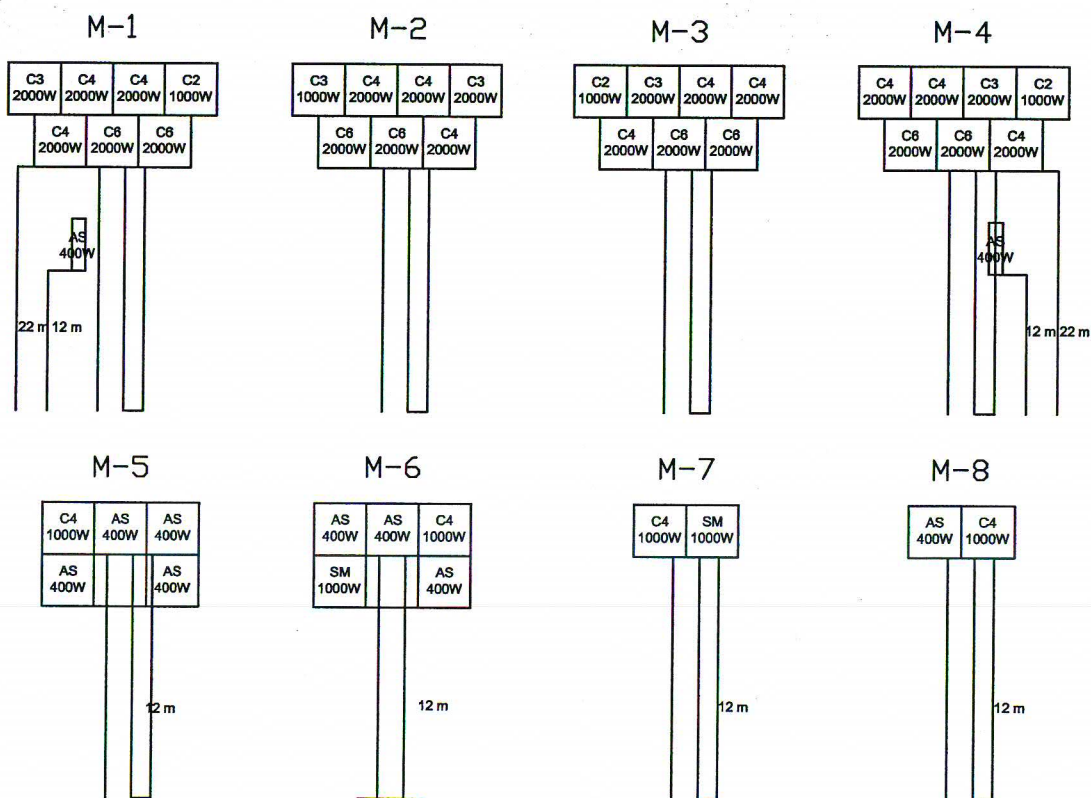 M-1
C3 C4 C4 C2
2000W 2000W 2000W 1000W
C4 C6 C6
2000W 2000W 2000W
AS
400W
22 m 12 m
M-2
C3 C4 C4 C3
1000W 2000W 2000W 2000W
C6 C6 C4
2000W 2000W 2000W
M-3
C2 C3 C4 C4
1000W 2000W 2000W 2000W
C4 C6 C6
2000W 2000W 2000W
M-4
C4 C4 C3 C2
2000W 2000W 2000W 1000W
C6 C6 C4
2000W 2000W 2000W
AS
400W
12 m 22 m
M-5
C4 AS AS
1000W 400W 400W
AS AS
400W 400W
12 m
M-6
AS AS C4
400W 400W 1000W
SM AS
1000W 400W
12 m
M-7
C4 SM
1000W 1000W
12 m
M-8
AS C4
400W 1000W
12 m